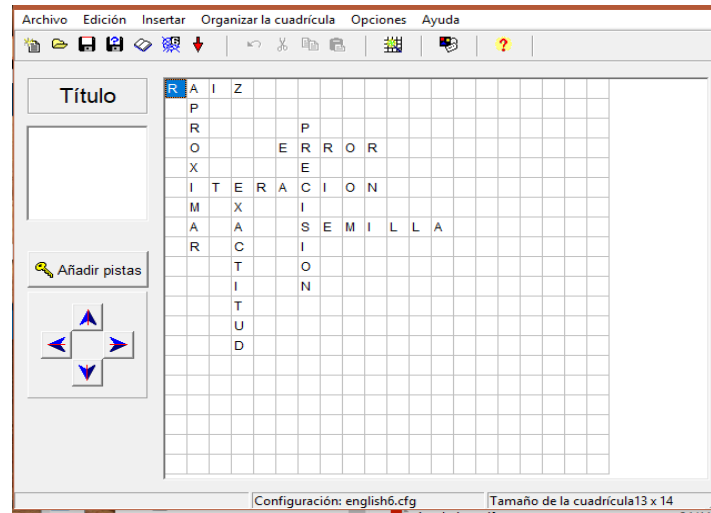 Archivo Edición Insertar Organizar la cuadrícula Opciones Ayuda
Título
Añadir pistas
R A I Z
P
R P
O E R R O R
X E
I T E R A C I O N
M X I
A A S E M I L L A
R C I
T O
I N
T
U
D
Configuración: english6.cfg Tamaño de la cuadrícula13 x 14